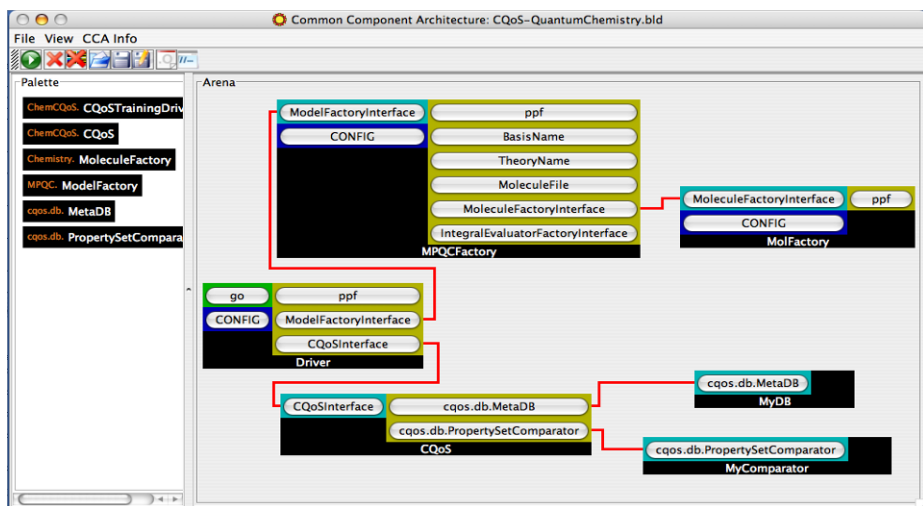 Common Component Architecture: CQoS-QuantumChemistry.bld
File View CCA Info
Palette
ChemCQoS. CQoSTrainingDriv
ChemCQoS. CQoS
Chemistry. MoleculeFactory
MPQC. ModelFactory
cqos.db. MetaDB
cqos.db. PropertySetCompara
Arena
ModelFactoryInterface ppf
CONFIG BasisName
TheoryName
MoleculeFile
MoleculeFactoryInterface
IntegralEvaluatorFactoryInterface
MPQCFactory
MoleculeFactoryInterface ppf
CONFIG
MolFactory
go ppf
CONFIG ModelFactoryInterface
CQoSInterface
Driver
CQoSInterface cqos.db.MetaDB
cqos.db.PropertySetComparator
CQoS
cqos.db.MetaDB
MyDB
cqos.db.PropertySetComparator
MyComparator